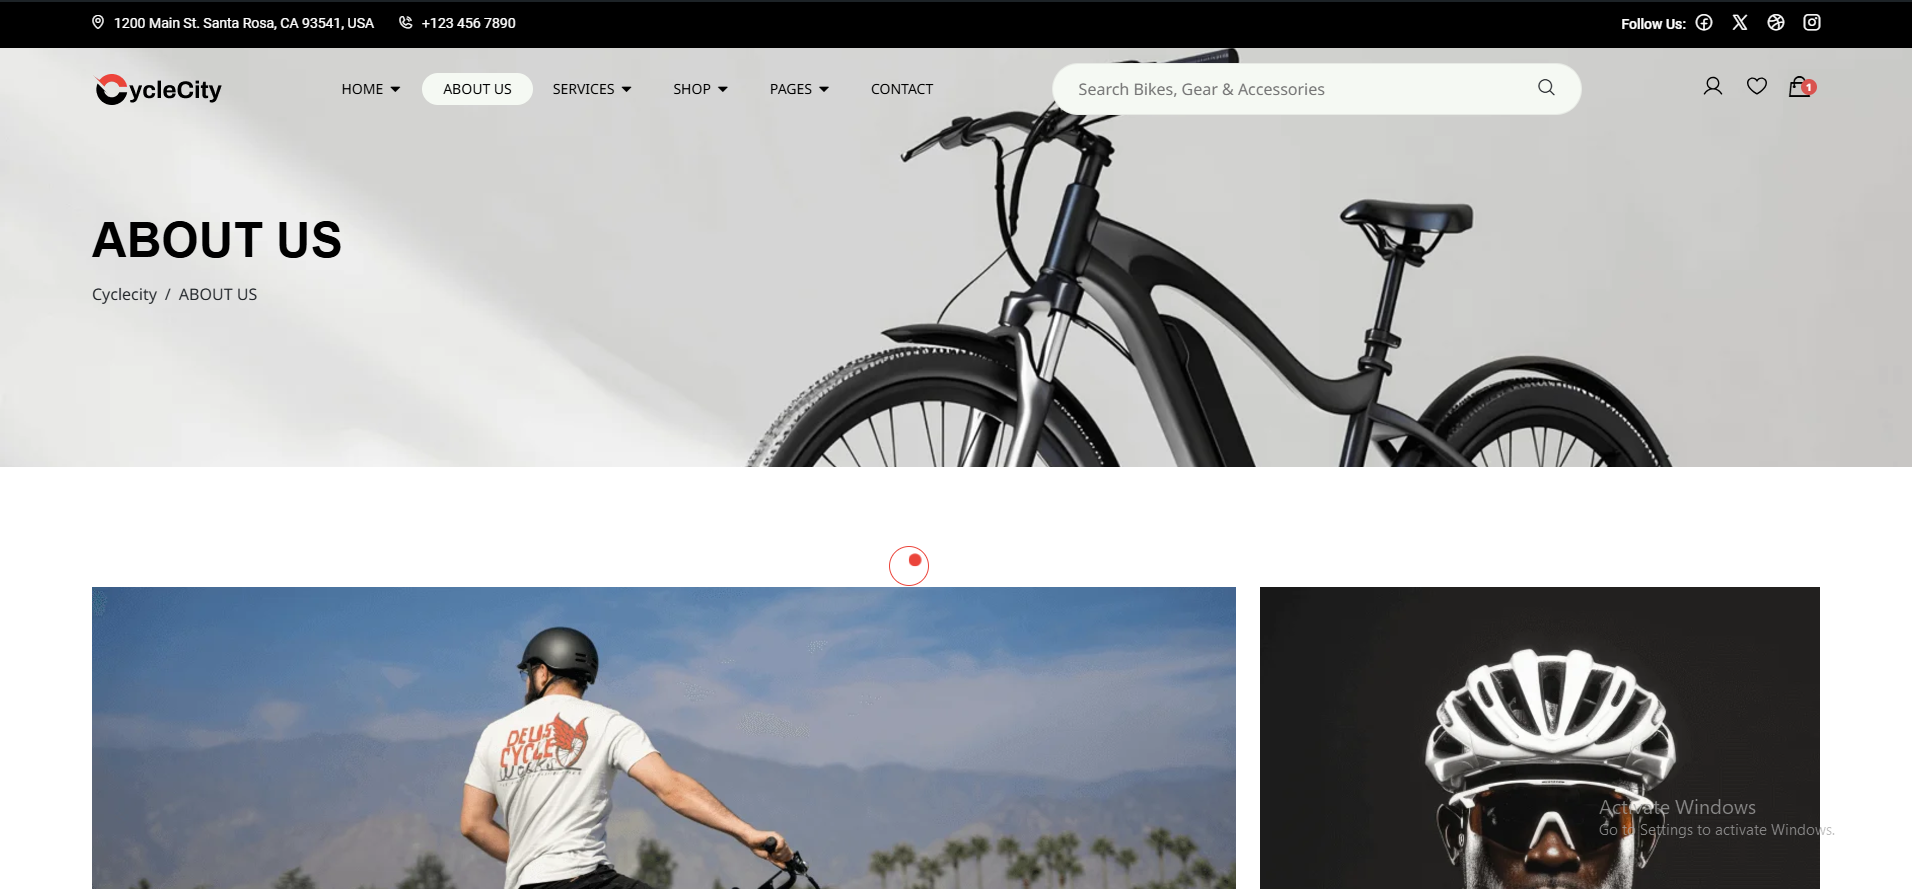 1200 Main St. Santa Rosa, CA 93541, USA
+123 456 7890
Follow Us:
CycleCity
HOME
ABOUT US
SERVICES
SHOP
PAGES
CONTACT
Search Bikes, Gear & Accessories
1
ABOUT US
Cyclecity / ABOUT US
DEUS
CYCLE
WORKS
Activate Windows
Go to Settings to activate Windows.